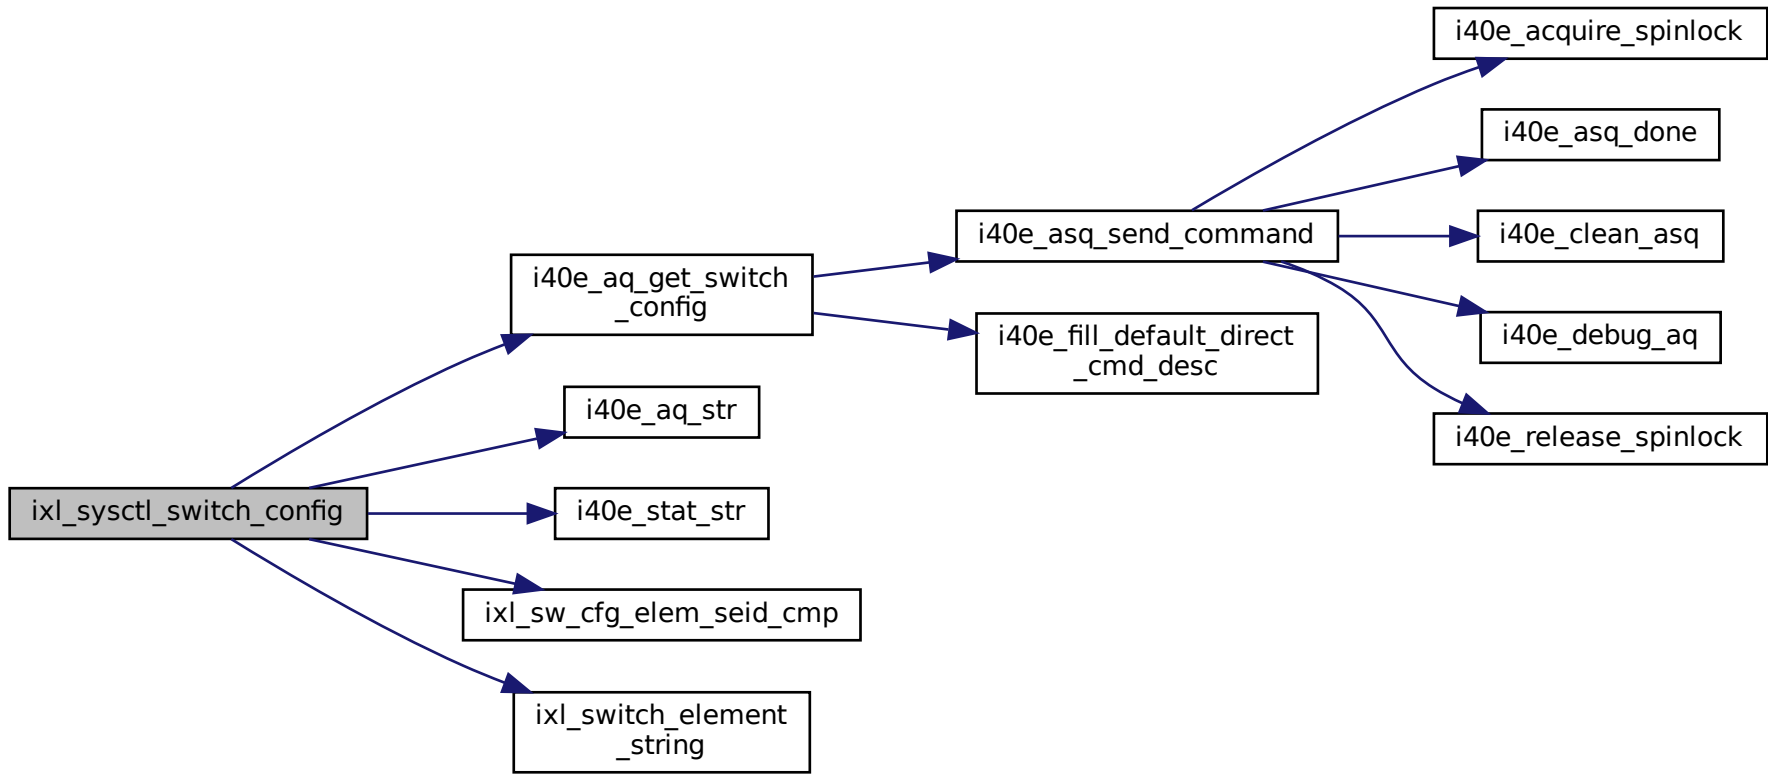 ixl_sysctl_switch_config
i40e_aq_get_switch
_config
i40e_aq_str
i40e_stat_str
ixl_sw_cfg_elem_seid_cmp
ixl_switch_element
_string
i40e_asq_send_command
i40e_fill_default_direct
_cmd_desc
i40e_acquire_spinlock
i40e_asq_done
i40e_clean_asq
i40e_debug_aq
i40e_release_spinlock